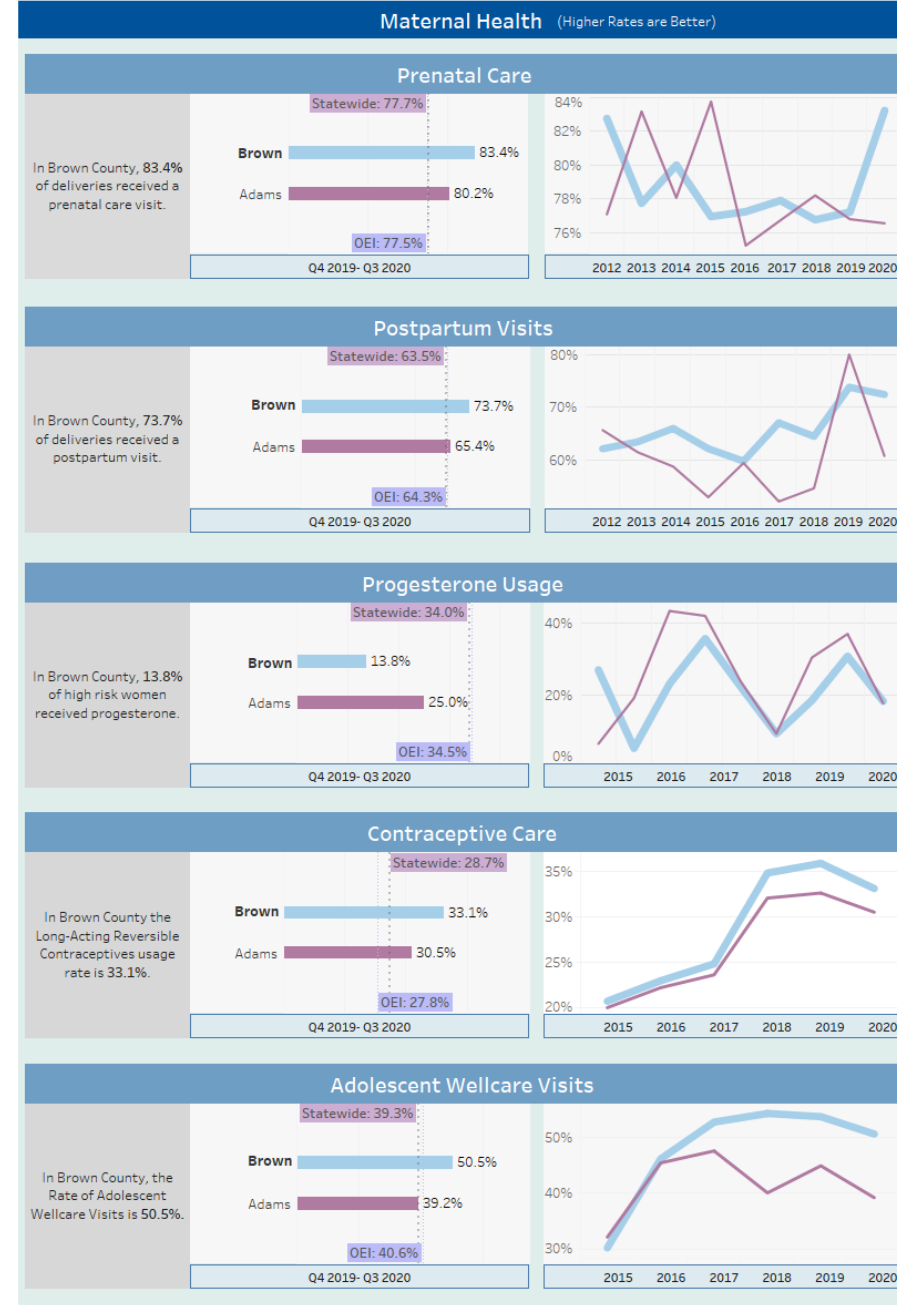 Maternal Health (Higher Rates are Better)
Prenatal Care
In Brown County, 83.4%
of deliveries received a
prenatal care visit.
Statewide: 77.7%
Brown 83.4%
Adams 80.2%
OEI: 77.5%
Q4 2019- Q3 2020
84%
82%
80%
78%
76%
2012 2013 2014 2015 2016 2017 2018 2019 2020
Postpartum Visits
In Brown County, 73.7%
of deliveries received a
postpartum visit.
Statewide: 63.5%
Brown 73.7%
Adams 65.4%
OEI: 64.3%
Q4 2019- Q3 2020
80%
70%
60%
2012 2013 2014 2015 2016 2017 2018 2019 2020
Progesterone Usage
In Brown County, 13.8%
of high risk women
received progesterone.
Statewide: 34.0%
Brown 13.8%
Adams 25.0%
OEI: 34.5%
Q4 2019- Q3 2020
40%
20%
0%
2015 2016 2017 2018 2019 2020
Contraceptive Care
In Brown County the
Long-Acting Reversible
Contraceptives usage
rate is 33.1%.
Statewide: 28.7%
Brown 33.1%
Adams 30.5%
OEI: 27.8%
Q4 2019- Q3 2020
35%
30%
25%
20%
2015 2016 2017 2018 2019 2020
Adolescent Wellcare Visits
In Brown County, the
Rate of Adolescent
Wellcare Visits is 50.5%.
Statewide: 39.3%
Brown 50.5%
Adams 39.2%
OEI: 40.6%
Q4 2019- Q3 2020
50%
40%
30%
2015 2016 2017 2018 2019 2020